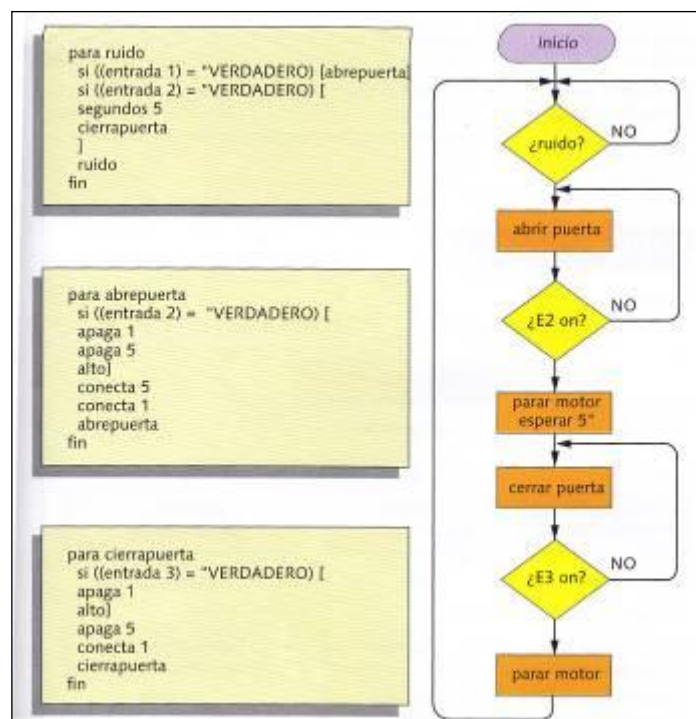 para ruido
si ((entrada 1) = "VERDADERO) [abrepuerta]
si ((entrada 2) = "VERDADERO) [
segundos 5
cierrapuerta
]
ruido
fin
para abrepuerta
si ((entrada 2) = "VERDADERO) [
apaga 1
apaga 5
alto]
conecta 5
conecta 1
abrepuerta
fin
para cierrapuerta
si ((entrada 3) = "VERDADERO) [
apaga 1
alto]
apaga 5
conecta 1
cierrapuerta
fin
inicio
¿ruido?
NO
abrir puerta
¿E2 on?
NO
parar motor
esperar 5"
cerrar puerta
¿E3 on?
NO
parar motor